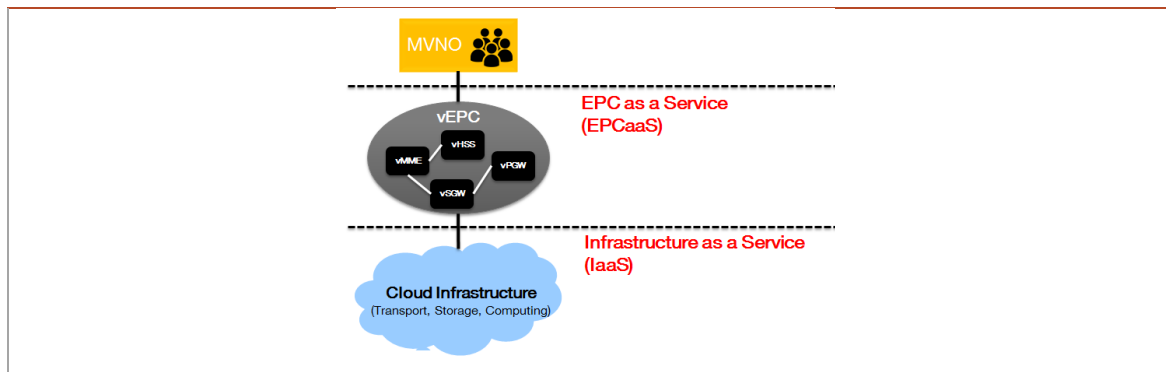 MVNO
EPC as a Service
(EPCaaS)
vEPC
vHSS
vMME
vPGW
vSGW
Infrastructure as a Service
(IaaS)
Cloud Infrastructure
(Transport, Storage, Computing)